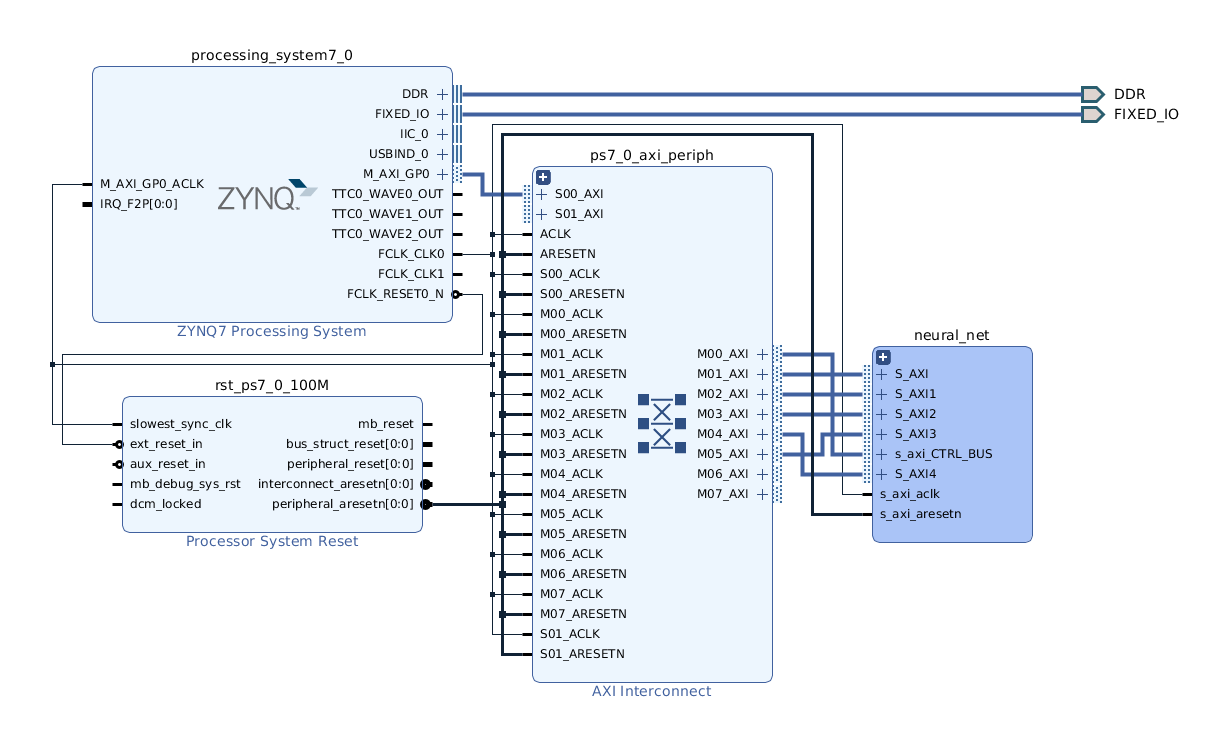 processing_system7_0
DDR
FIXED_IO
IIC_0
USBIND_0
M_AXI_GP0
M_AXI_GP0_ACLK
IRQ_F2P[0:0]
ZYNQ
TTC0_WAVE0_OUT
TTC0_WAVE1_OUT
TTC0_WAVE2_OUT
FCLK_CLK0
FCLK_CLK1
FCLK_RESET0_N
ZYNQ7 Processing System
DDR
FIXED_IO
rst_ps7_0_100M
slowest_sync_clk
ext_reset_in
aux_reset_in
mb_debug_sys_rst
dcm_locked
mb_reset
bus_struct_reset[0:0]
peripheral_reset[0:0]
interconnect_aresetn[0:0]
peripheral_aresetn[0:0]
Processor System Reset
ps7_0_axi_periph
S00_AXI
S01_AXI
ACLK
ARESETN
S00_ACLK
S00_ARESETN
M00_ACLK
M00_ARESETN
M01_ACLK
M01_ARESETN
M02_ACLK
M02_ARESETN
M03_ACLK
M03_ARESETN
M04_ACLK
M04_ARESETN
M05_ACLK
M05_ARESETN
M06_ACLK
M06_ARESETN
M07_ACLK
M07_ARESETN
S01_ACLK
S01_ARESETN
M00_AXI
M01_AXI
M02_AXI
M03_AXI
M04_AXI
M05_AXI
M06_AXI
M07_AXI
AXI Interconnect
neural_net
S_AXI
S_AXI1
S_AXI2
S_AXI3
s_axi_CTRL_BUS
S_AXI4
s_axi_aclk
s_axi_aresetn